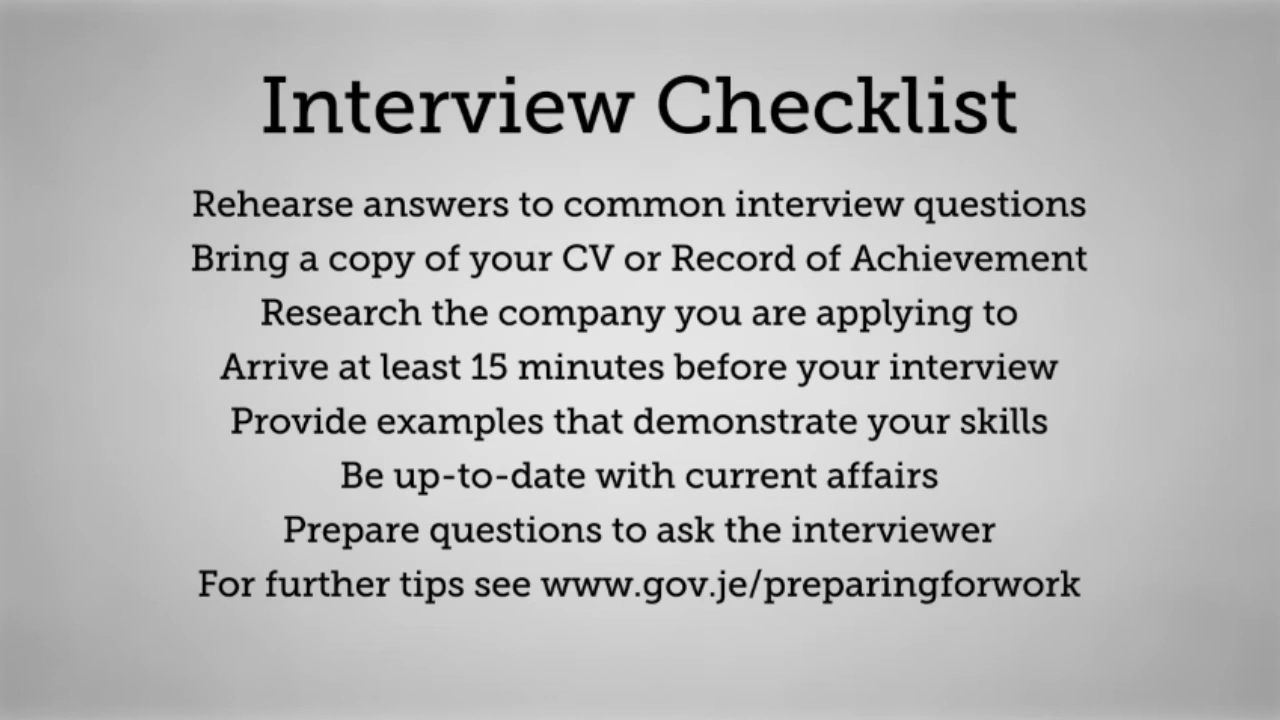 Interview Checklist
Rehearse answers to common interview questions
Bring a copy of your CV or Record of Achievement
Research the company you are applying to
Arrive at least 15 minutes before your interview
Provide examples that demonstrate your skills
Be up-to-date with current affairs
Prepare questions to ask the interviewer
For further tips see www.gov.je/preparingforwork